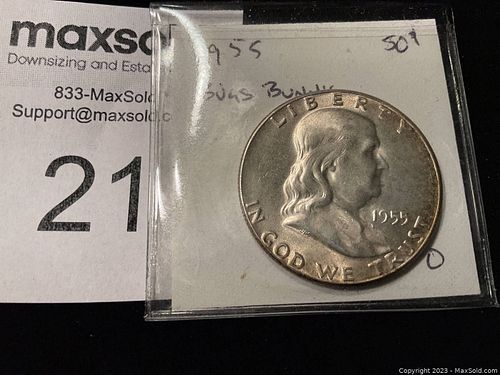 maxso
Downsizing and Esta
833-MaxSol
Support@maxsold.c
21
1955
50¢
BUGS BUNNY
LIBERTY
1955
IN GOD WE TRUST
O
Copyright 2023 - MaxSold.com